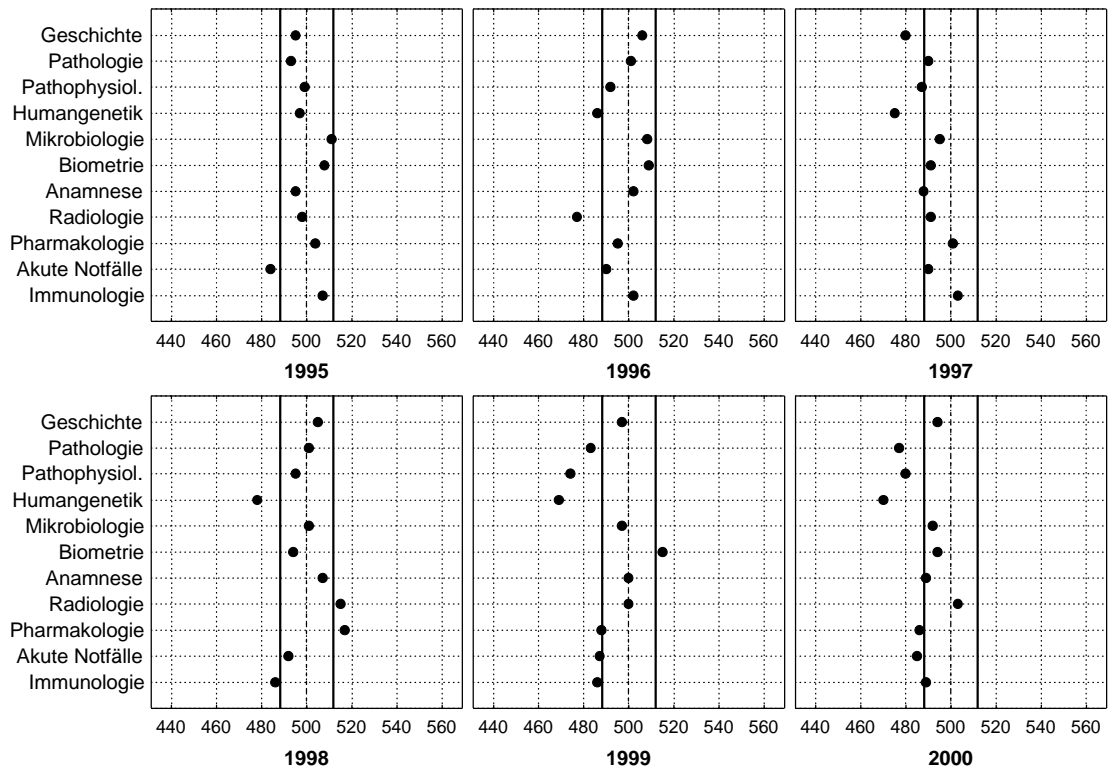 Geschichte
Pathologie
Pathophysiol.
Humangenetik
Mikrobiologie
Biometrie
Anamnese
Radiologie
Pharmakologie
Akute Notfälle
Immunologie
440 460 480 500 520 540 560 440 460 480 500 520 540 560 440 460 480 500 520 540 560
1995 1996 1997
Geschichte
Pathologie
Pathophysiol.
Humangenetik
Mikrobiologie
Biometrie
Anamnese
Radiologie
Pharmakologie
Akute Notfälle
Immunologie
440 460 480 500 520 540 560 440 460 480 500 520 540 560 440 460 480 500 520 540 560
1998 1999 2000